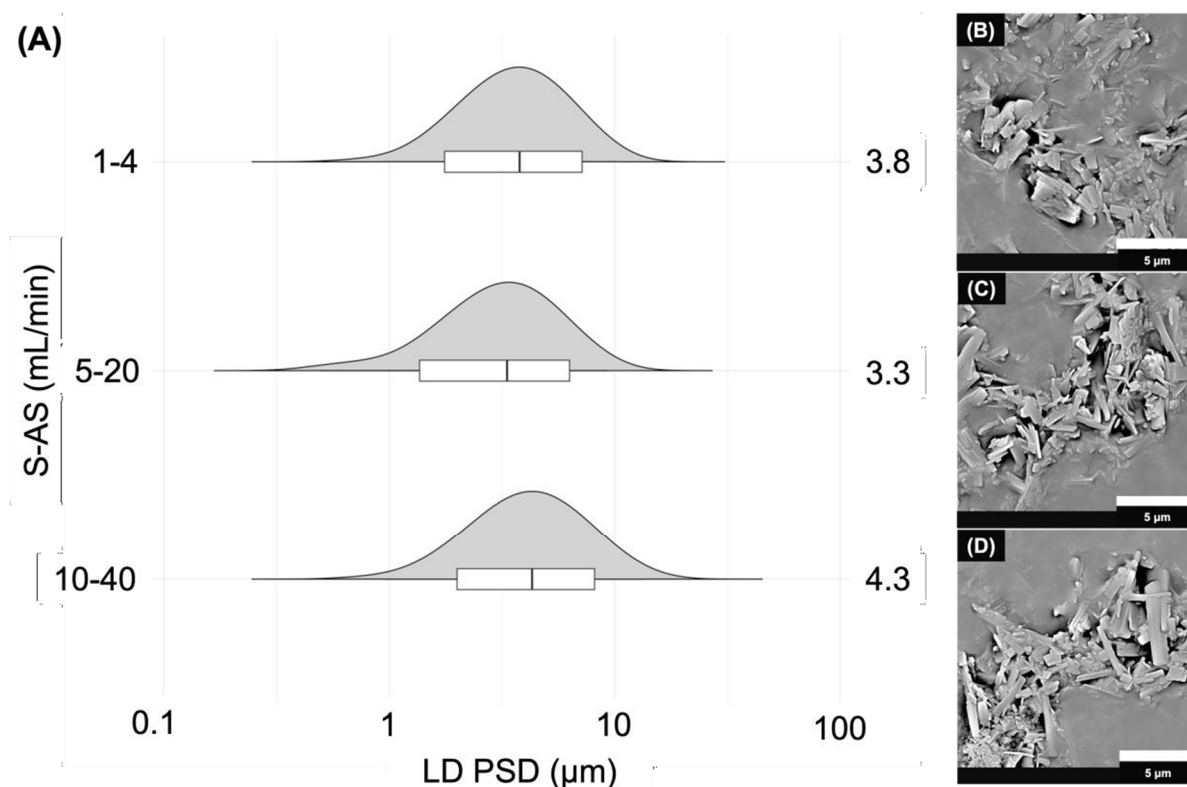 (A)
1-4
3.8
S-AS (mL/min)
5-20
3.3
10-40
4.3
0.1 1 10 100
LD PSD (µm)
(B)
5 µm
(C)
5 µm
(D)
5 µm